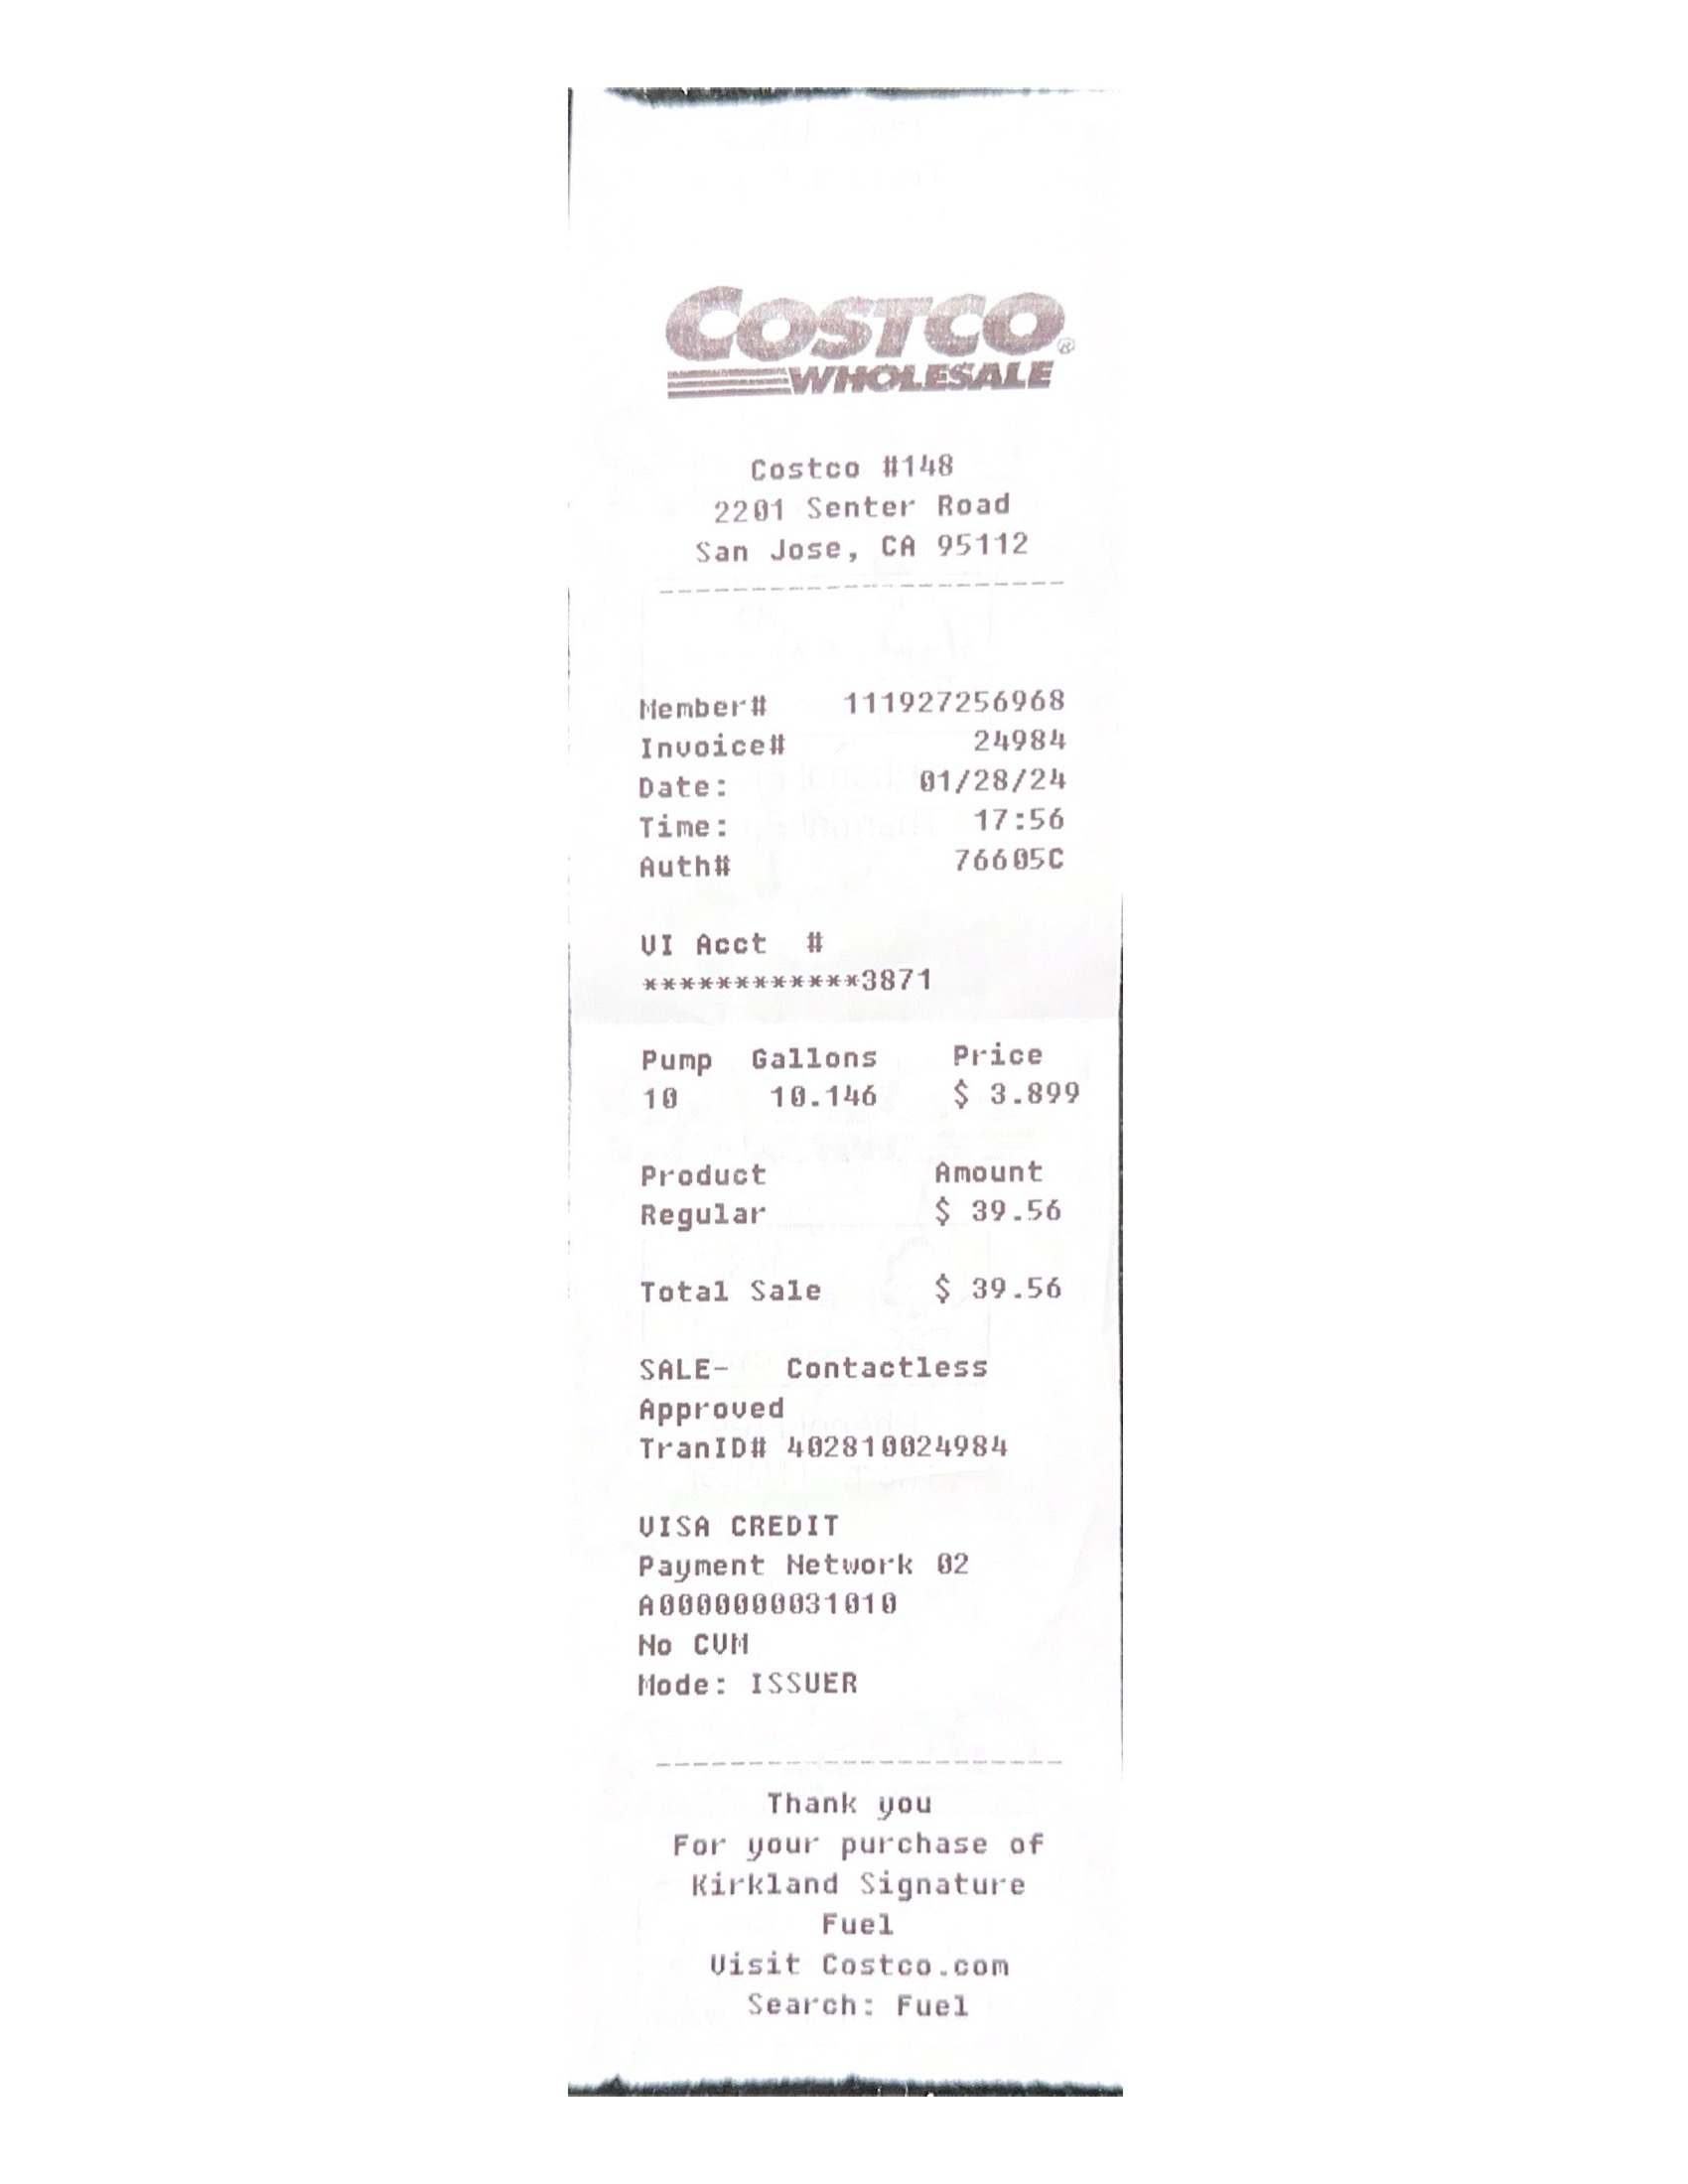 COSTCO®
WHOLESALE
Costco #148
2201 Senter Road
San Jose, CA 95112
----------------------
Member# 111927256968
Invoice# 24984
Date: 01/28/24
Time: 17:56
Auth# 76605C
VI Acct #
************3871
Pump Gallons Price
10 10.146 $ 3.899
Product Amount
Regular $ 39.56
Total Sale $ 39.56
SALE- Contactless
Approved
TranID# 402810024984
VISA CREDIT
Payment Network 02
A0000000031010
No CVM
Mode: ISSUER
----------------------
Thank you
For your purchase of
Kirkland Signature
Fuel
Visit Costco.com
Search: Fuel